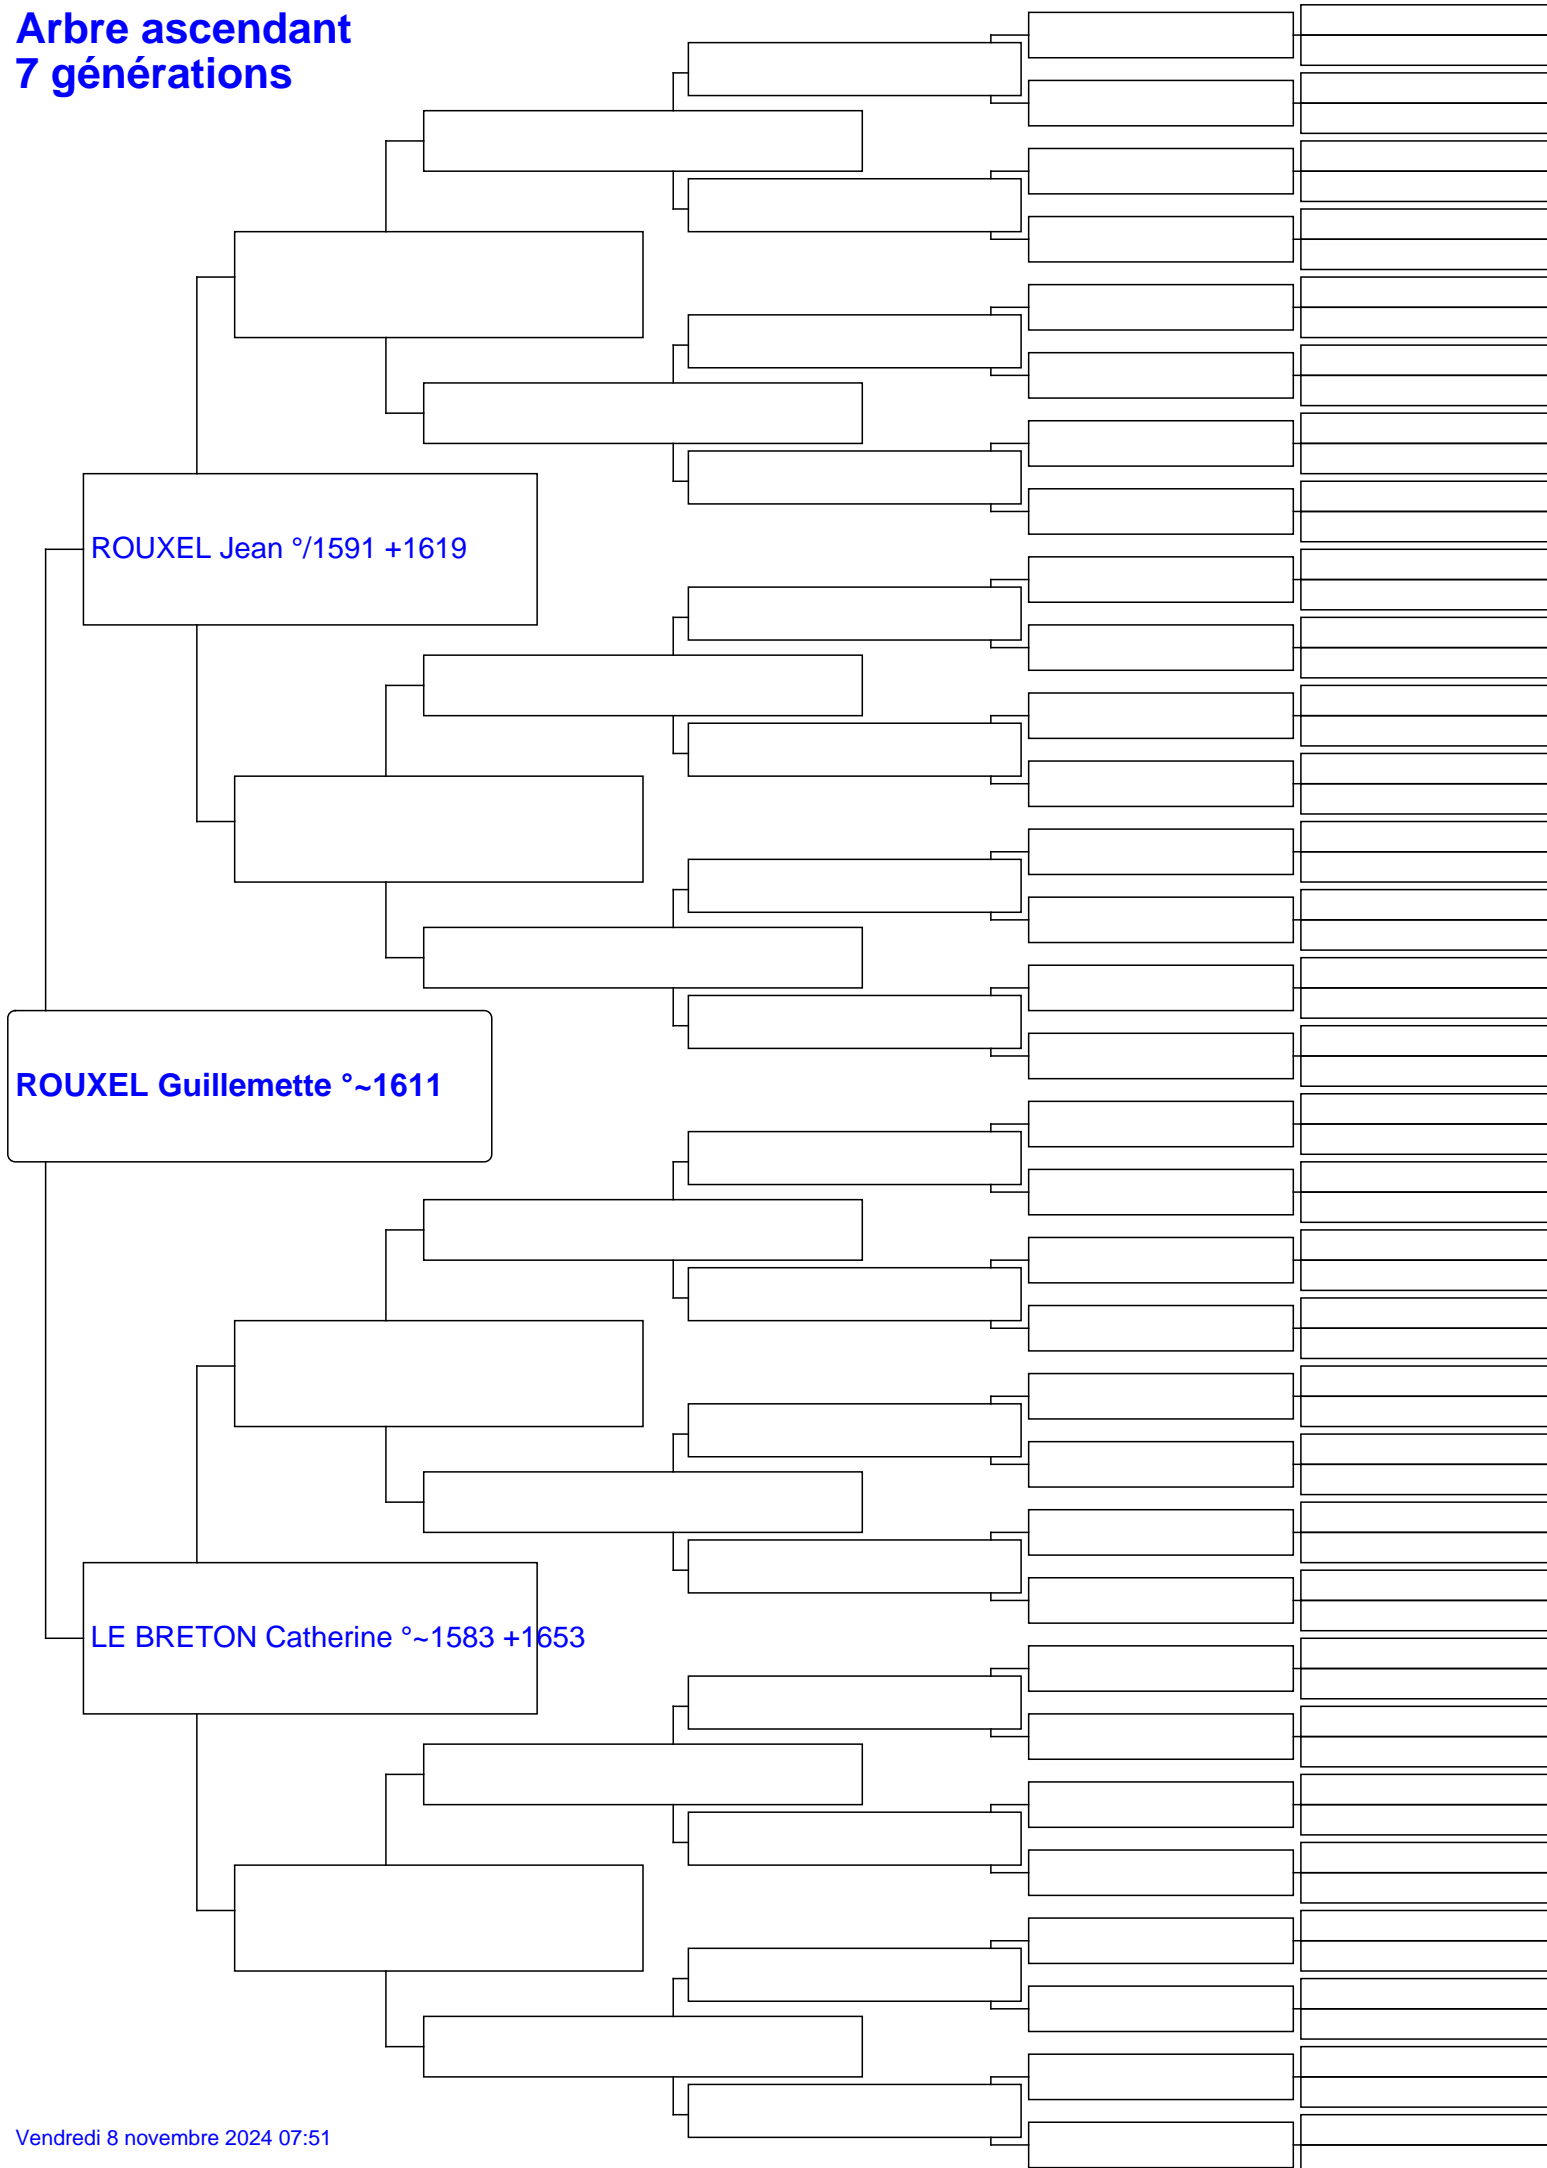 Arbre ascendant
7 générations
ROUXEL Jean °/1591 +1619
ROUXEL Guillemette °~1611
LE BRETON Catherine °~1583 +1653
Vendredi 8 novembre 2024 07:51